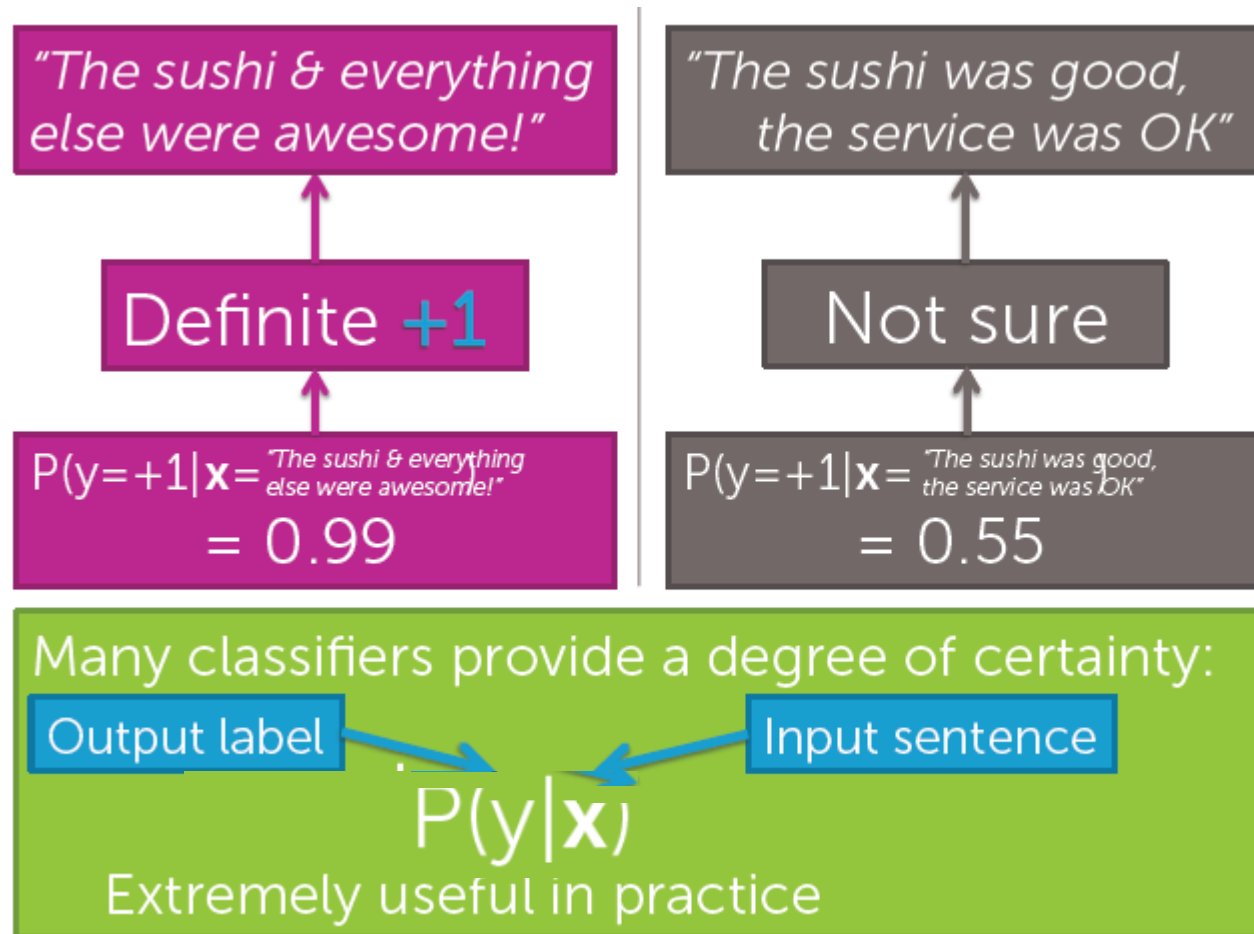 "The sushi & everything
else were awesome!"
Definite +1
P(y=+1|x= "The sushi & everything
else were awesome!" )
= 0.99
"The sushi was good,
the service was OK"
Not sure
P(y=+1|x= "The sushi was good,
the service was OK" )
= 0.55
Many classifiers provide a degree of certainty:
Output label
Input sentence
P(y|x)
Extremely useful in practice